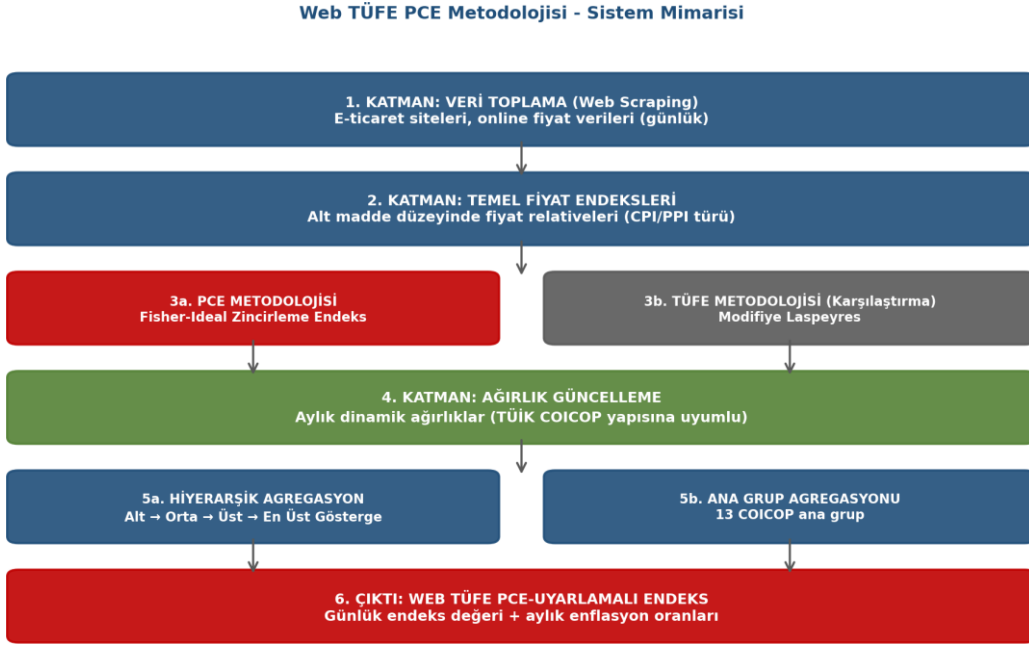 Web TÜFE PCE Metodolojisi - Sistem Mimarisi
1. KATMAN: VERİ TOPLAMA (Web Scraping)
E-ticaret siteleri, online fiyat verileri (günlük)
2. KATMAN: TEMEL FİYAT ENDEKSLERİ
Alt madde düzeyinde fiyat relativeleri (CPI/PPI türü)
3a. PCE METODOLOJİSİ
Fisher-Ideal Zincirleme Endeks
3b. TÜFE METODOLOJİSİ (Karşılaştırma)
Modifiye Laspeyres
4. KATMAN: AĞIRLIK GÜNCELLEME
Aylık dinamik ağırlıklar (TÜİK COICOP yapısına uyumlu)
5a. HİYERARŞİK AGREGASYON
Alt → Orta → Üst → En Üst Gösterge
5b. ANA GRUP AGREGASYONU
13 COICOP ana grup
6. ÇIKTI: WEB TÜFE PCE-UYARLAMALI ENDEKS
Günlük endeks değeri + aylık enflasyon oranları